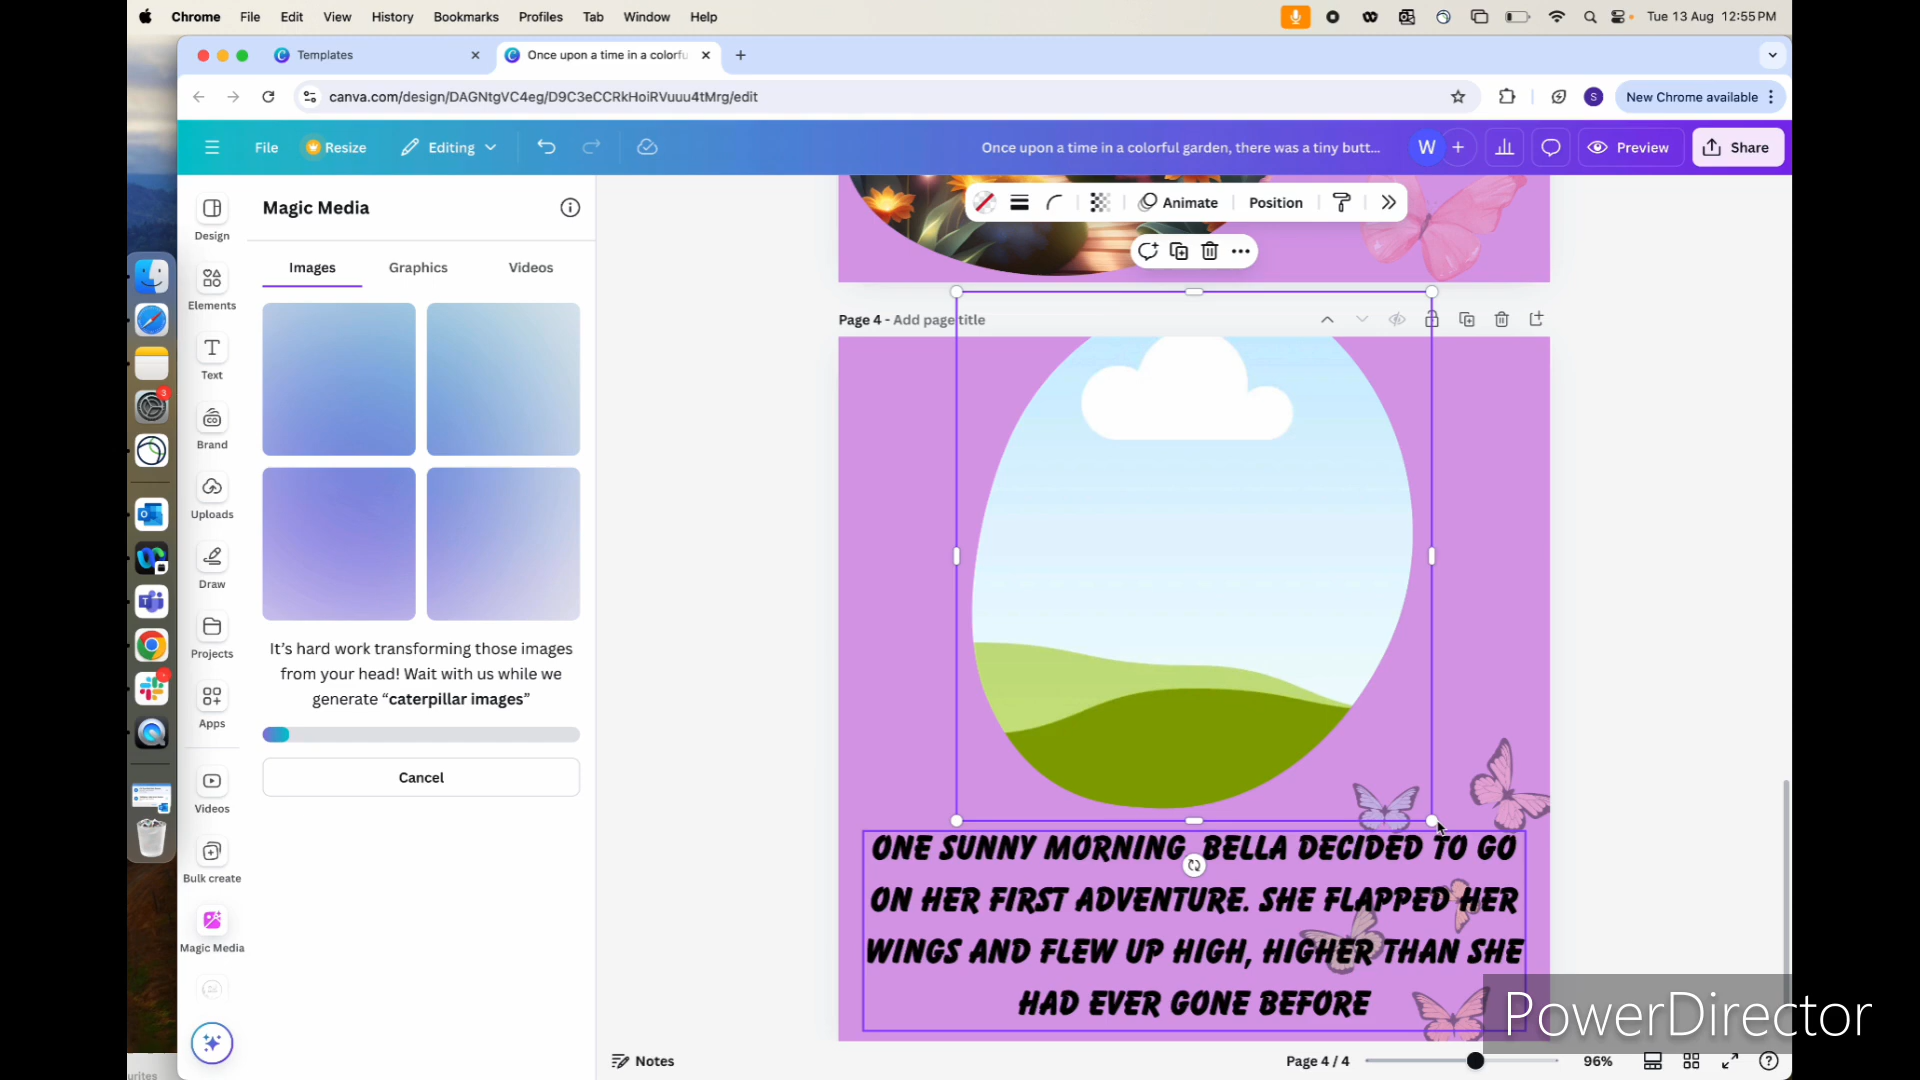 Chrome File Edit View History Bookmarks Profiles Tab Window Help
Tue 13 Aug 12:55 PM
Templates
Once upon a time in a colorfu
canva.com/design/DAGNtgVC4eg/D9C3eCCRkHoiRVuuu4tMrg/edit
S
New Chrome available
File Resize Editing
Once upon a time in a colorful garden, there was a tiny butt...
W
Preview
Share
Magic Media
Animate
Position
Design
Images Graphics Videos
Elements
Page 4 - Add page title
Text
3
Brand
Uploads
Draw
Projects
It's hard work transforming those images
from your head! Wait with us while we
generate "caterpillar images"
Apps
Cancel
Videos
ONE SUNNY MORNING, BELLA DECIDED TO GO
ON HER FIRST ADVENTURE. SHE FLAPPED HER
WINGS AND FLEW UP HIGH, HIGHER THAN SHE
HAD EVER GONE BEFORE
Bulk create
Magic Media
PowerDirector
Notes
Page 4 / 4
96%